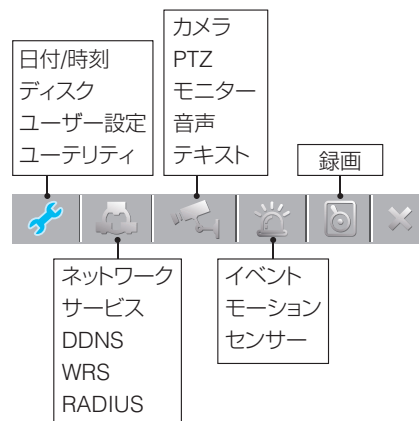 日付/時刻
ディスク
ユーザー設定
ユーテリティ
カメラ
PTZ
モニター
音声
テキスト
録画
ネットワーク
サービス
DDNS
WRS
RADIUS
イベント
モーション
センサー